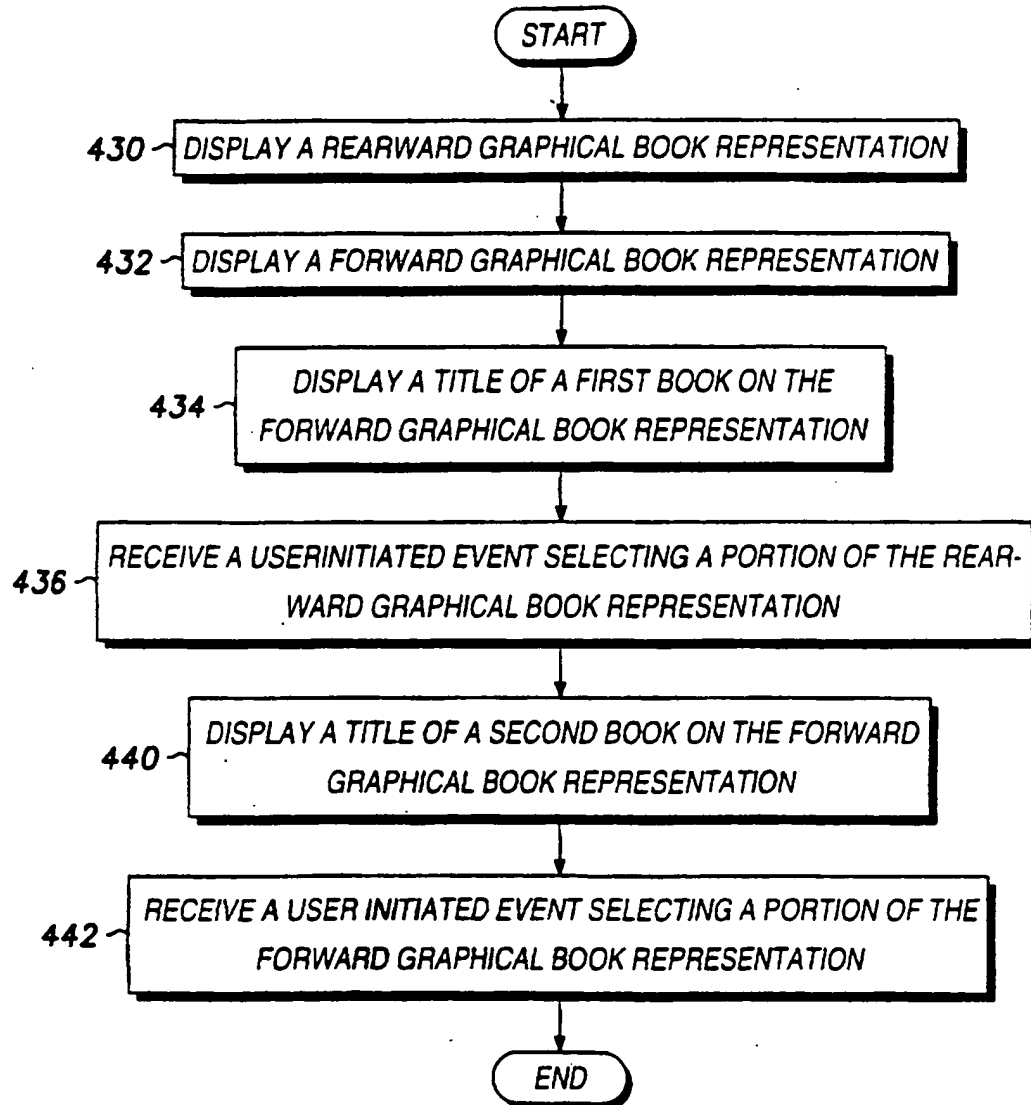 START
430 DISPLAY A REARWARD GRAPHICAL BOOK REPRESENTATION
432 DISPLAY A FORWARD GRAPHICAL BOOK REPRESENTATION
DISPLAY A TITLE OF A FIRST BOOK ON THE
434 FORWARD GRAPHICAL BOOK REPRESENTATION
RECEIVE A USERINITIATED EVENT SELECTING A PORTION OF THE REAR-
436 WARD GRAPHICAL BOOK REPRESENTATION
DISPLAY A TITLE OF A SECOND BOOK ON THE FORWARD
440 GRAPHICAL BOOK REPRESENTATION
RECEIVE A USER INITIATED EVENT SELECTING A PORTION OF THE
442 FORWARD GRAPHICAL BOOK REPRESENTATION
END